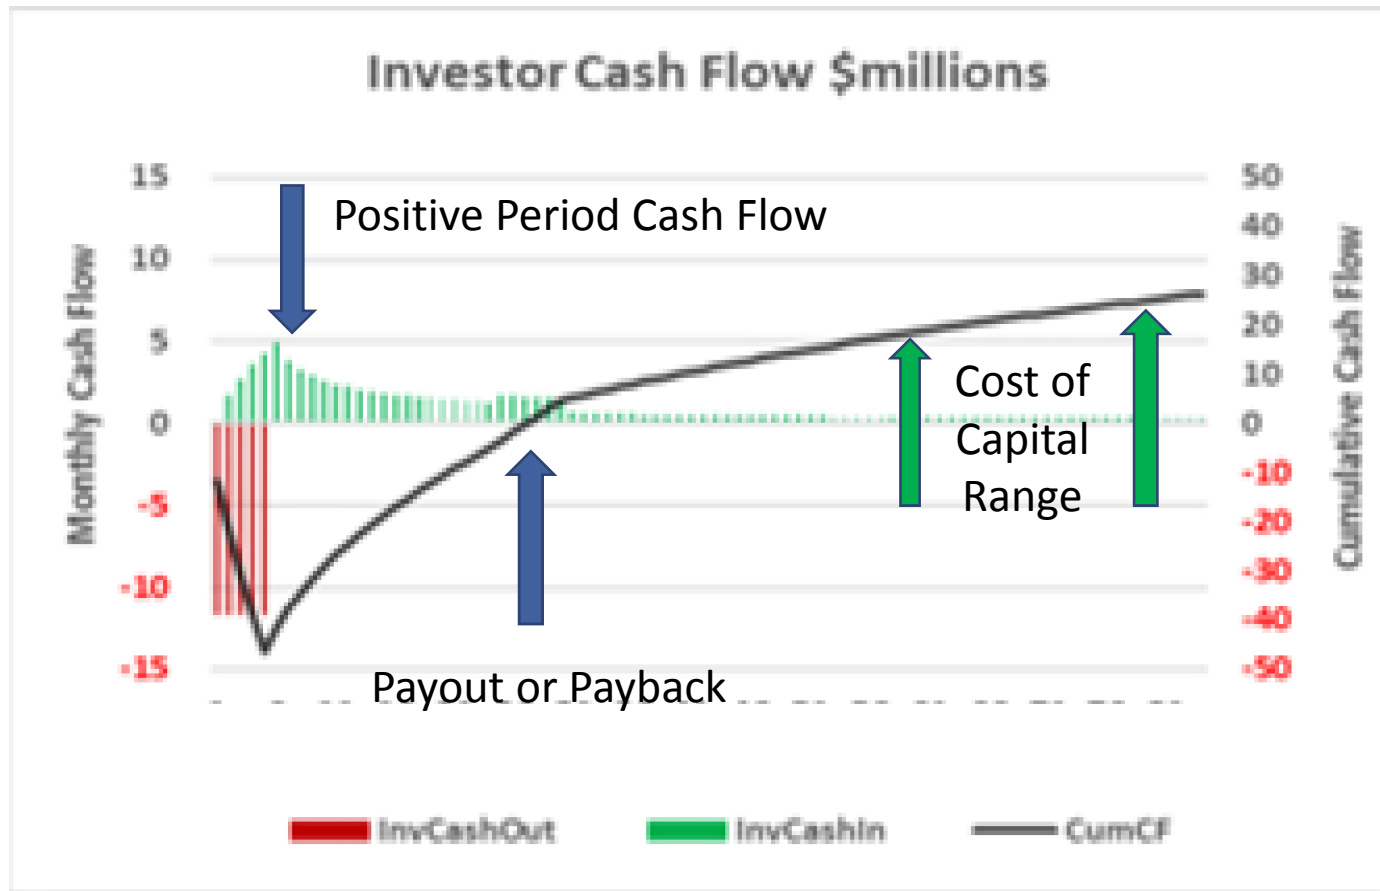 Investor Cash Flow $millions
15
10
5
0
-5
-10
-15
Monthly Cash Flow
50
40
30
20
10
0
-10
-20
-30
-40
-50
Cumulative Cash Flow
Positive Period Cash Flow
Cost of
Capital
Range
Payout or Payback
InvCashOut
InvCashIn
CumCF